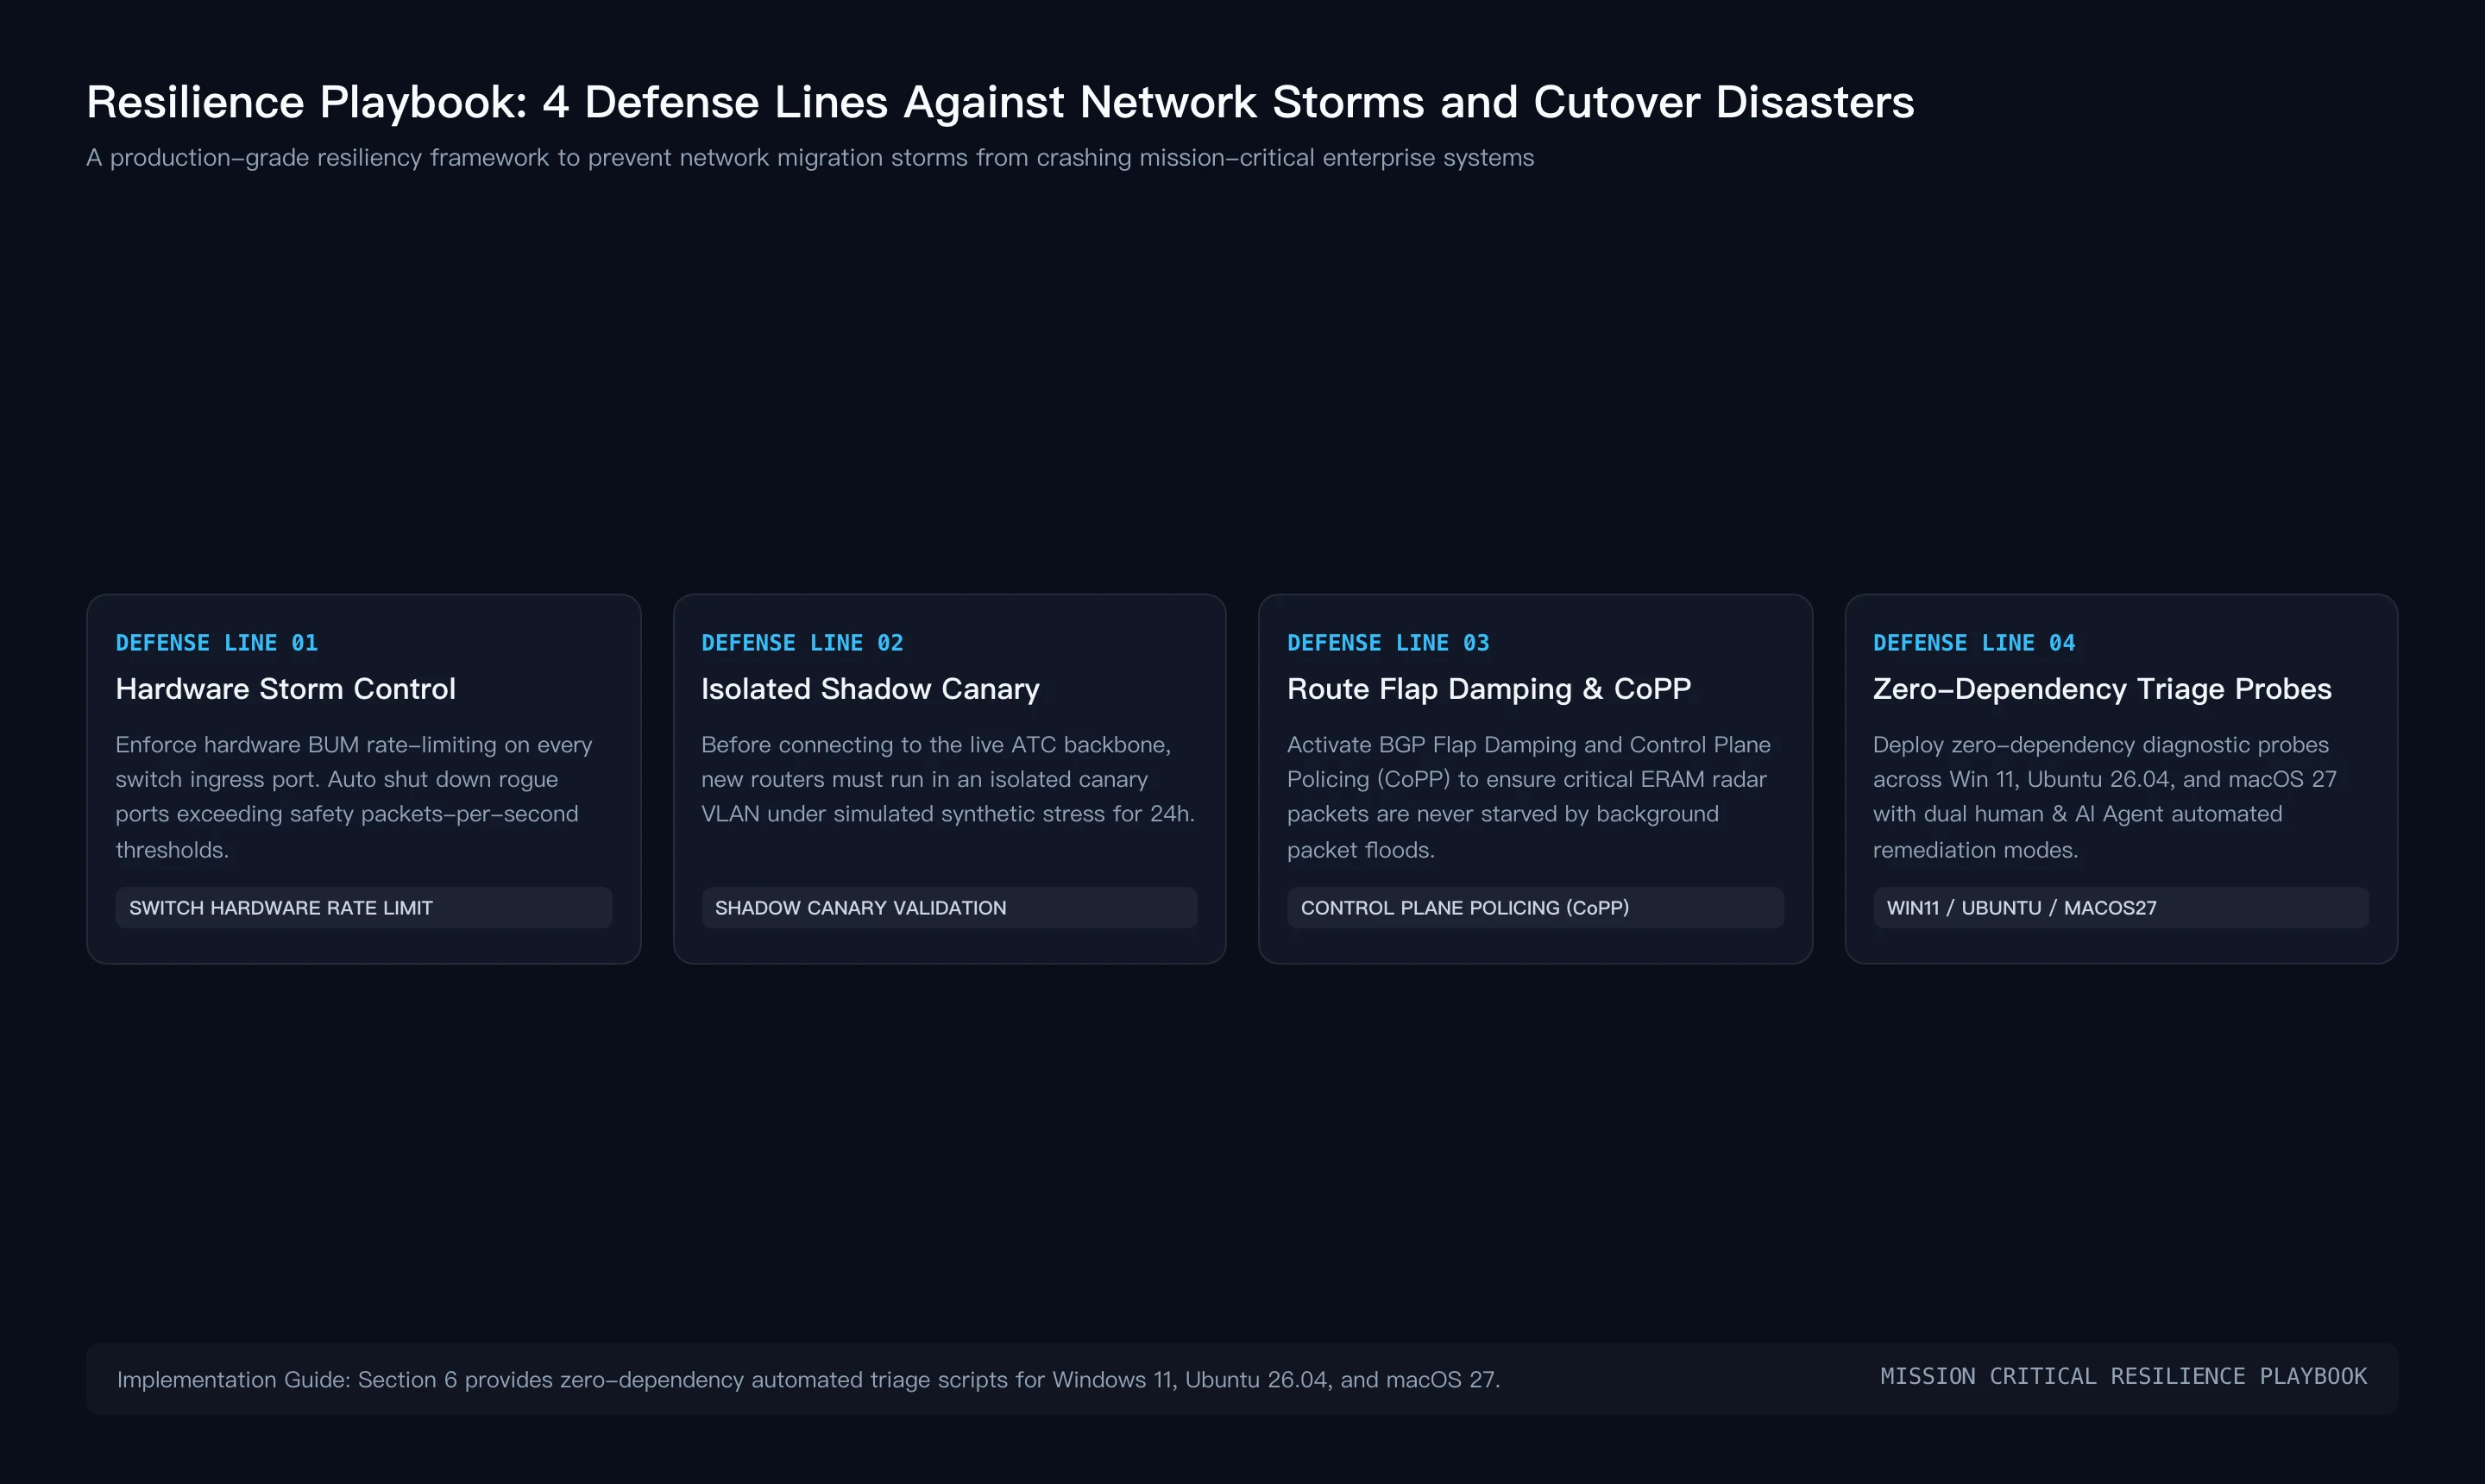 Resilience Playbook: 4 Defense Lines Against Network Storms and Cutover Disasters
A production-grade resiliency framework to prevent network migration storms from crashing mission-critical enterprise systems
DEFENSE LINE 01
Hardware Storm Control
Enforce hardware BUM rate-limiting on every
switch ingress port. Auto shut down rogue
ports exceeding safety packets-per-second
thresholds.
SWITCH HARDWARE RATE LIMIT
DEFENSE LINE 02
Isolated Shadow Canary
Before connecting to the live ATC backbone,
new routers must run in an isolated canary
VLAN under simulated synthetic stress for 24h.
SHADOW CANARY VALIDATION
DEFENSE LINE 03
Route Flap Damping & CoPP
Activate BGP Flap Damping and Control Plane
Policing (CoPP) to ensure critical ERAM radar
packets are never starved by background
packet floods.
CONTROL PLANE POLICING (CoPP)
DEFENSE LINE 04
Zero-Dependency Triage Probes
Deploy zero-dependency diagnostic probes
across Win 11, Ubuntu 26.04, and macOS 27
with dual human & AI Agent automated
remediation modes.
WIN11 / UBUNTU / MACOS27
Implementation Guide: Section 6 provides zero-dependency automated triage scripts for Windows 11, Ubuntu 26.04, and macOS 27.
MISSION CRITICAL RESILIENCE PLAYBOOK